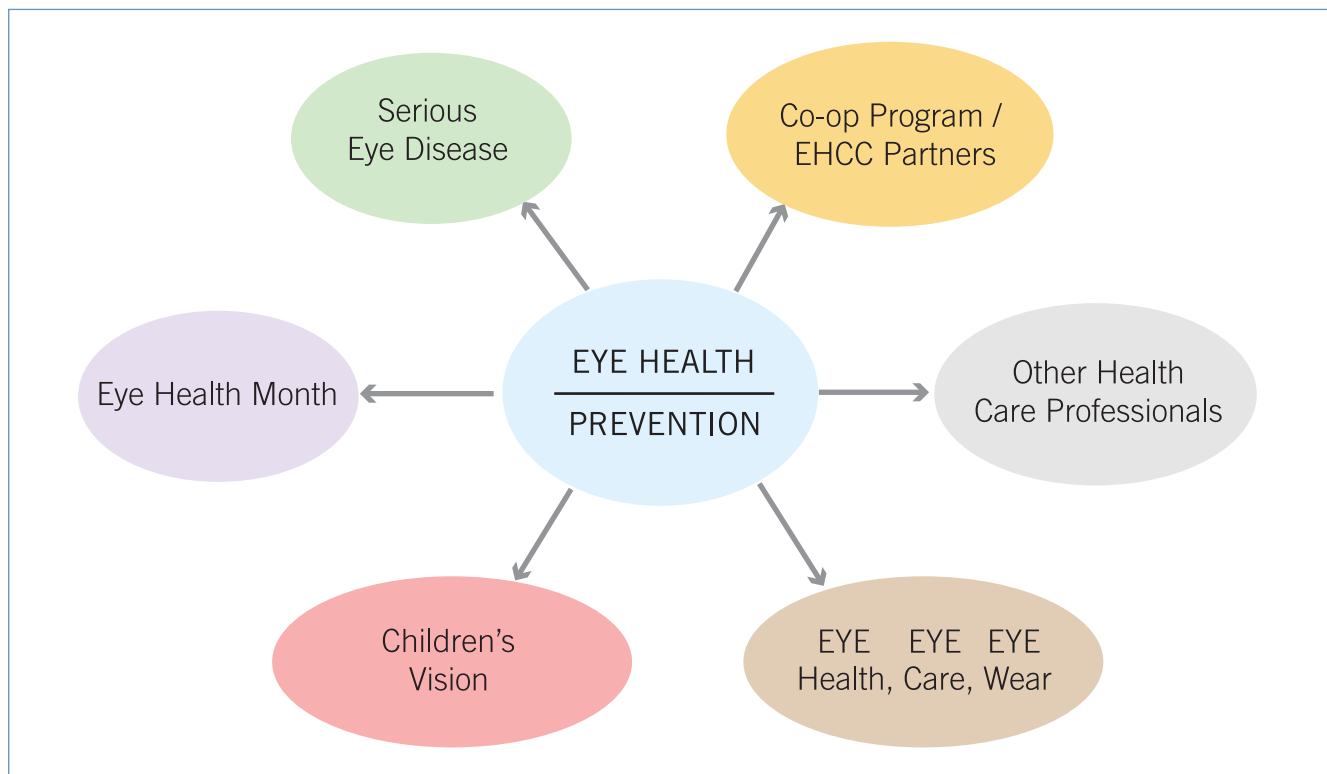 Serious
Eye Disease
Co-op Program /
EHCC Partners
Eye Health Month
EYE HEALTH
PREVENTION
Other Health
Care Professionals
Children’s
Vision
EYE EYE EYE
Health, Care, Wear